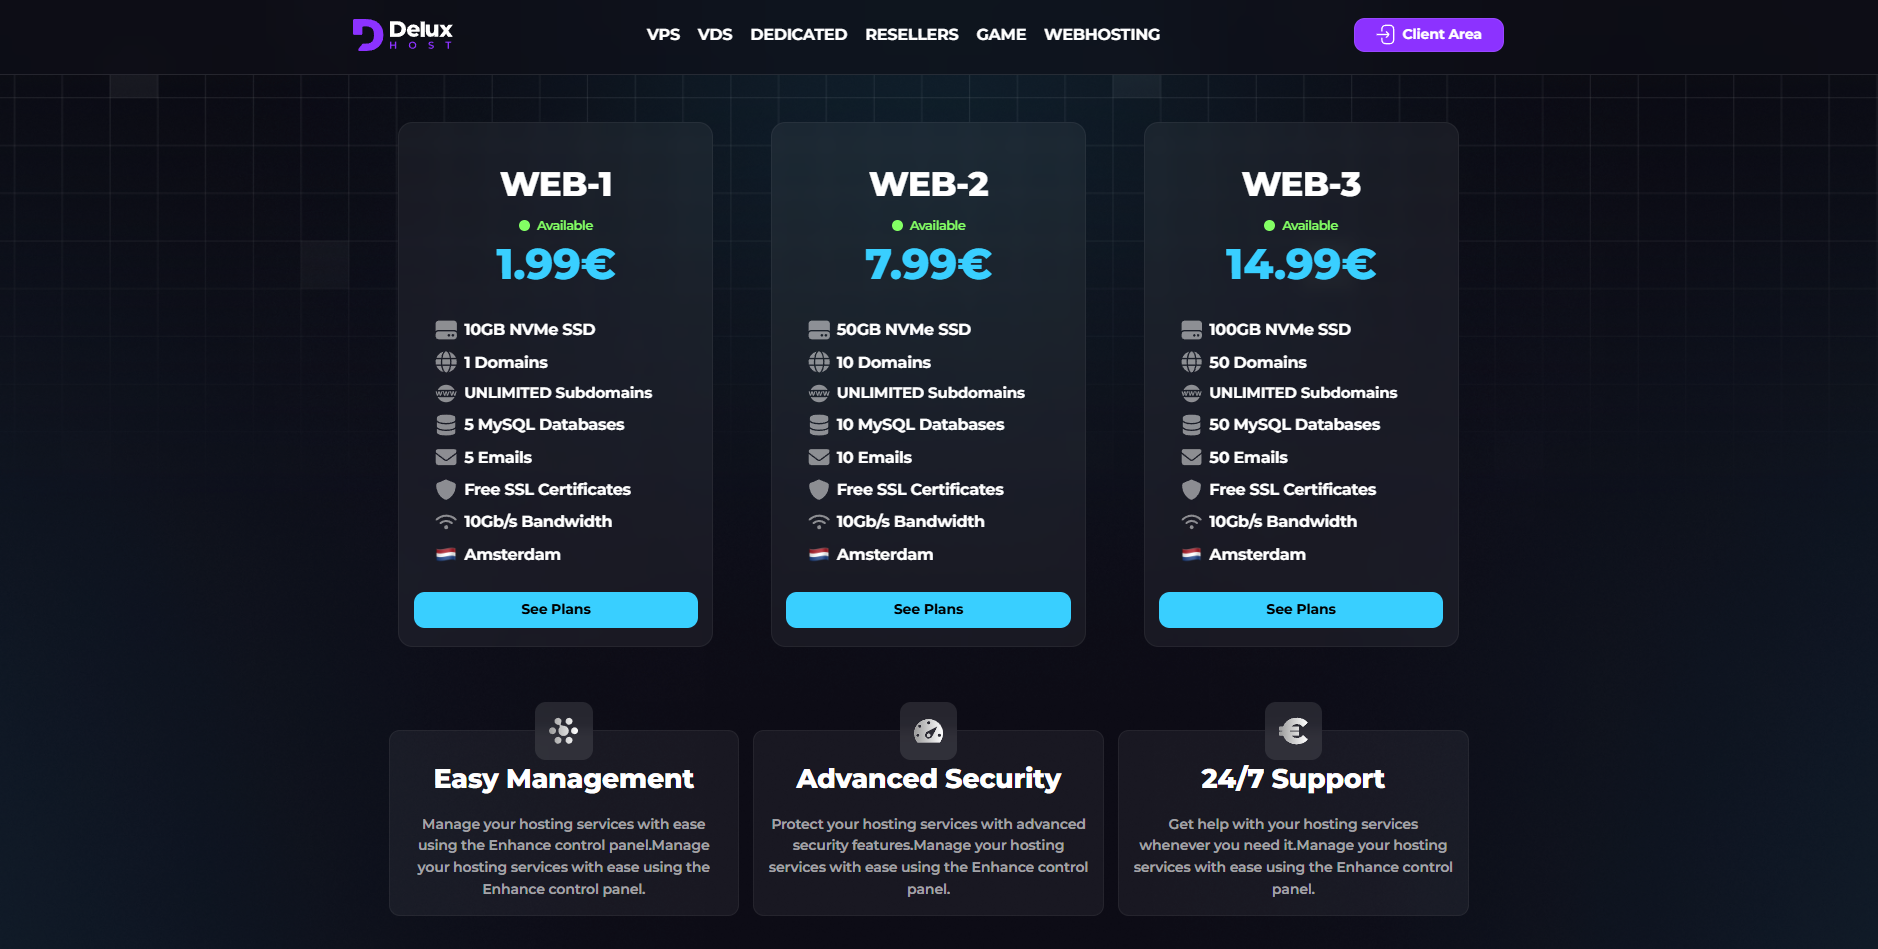 Delux
HOST
VPS VDS DEDICATED RESELLERS GAME WEBHOSTING
Client Area
WEB-1
Available
1.99€
10GB NVMe SSD
1 Domains
UNLIMITED Subdomains
5 MySQL Databases
5 Emails
Free SSL Certificates
10Gb/s Bandwidth
Amsterdam
See Plans
WEB-2
Available
7.99€
50GB NVMe SSD
10 Domains
UNLIMITED Subdomains
10 MySQL Databases
10 Emails
Free SSL Certificates
10Gb/s Bandwidth
Amsterdam
See Plans
WEB-3
Available
14.99€
100GB NVMe SSD
50 Domains
UNLIMITED Subdomains
50 MySQL Databases
50 Emails
Free SSL Certificates
10Gb/s Bandwidth
Amsterdam
See Plans
Easy Management
Manage your hosting services with ease
using the Enhance control panel.Manage
your hosting services with ease using the
Enhance control panel.
Advanced Security
Protect your hosting services with advanced
security features.Manage your hosting
services with ease using the Enhance control
panel.
24/7 Support
Get help with your hosting services
whenever you need it.Manage your hosting
services with ease using the Enhance control
panel.